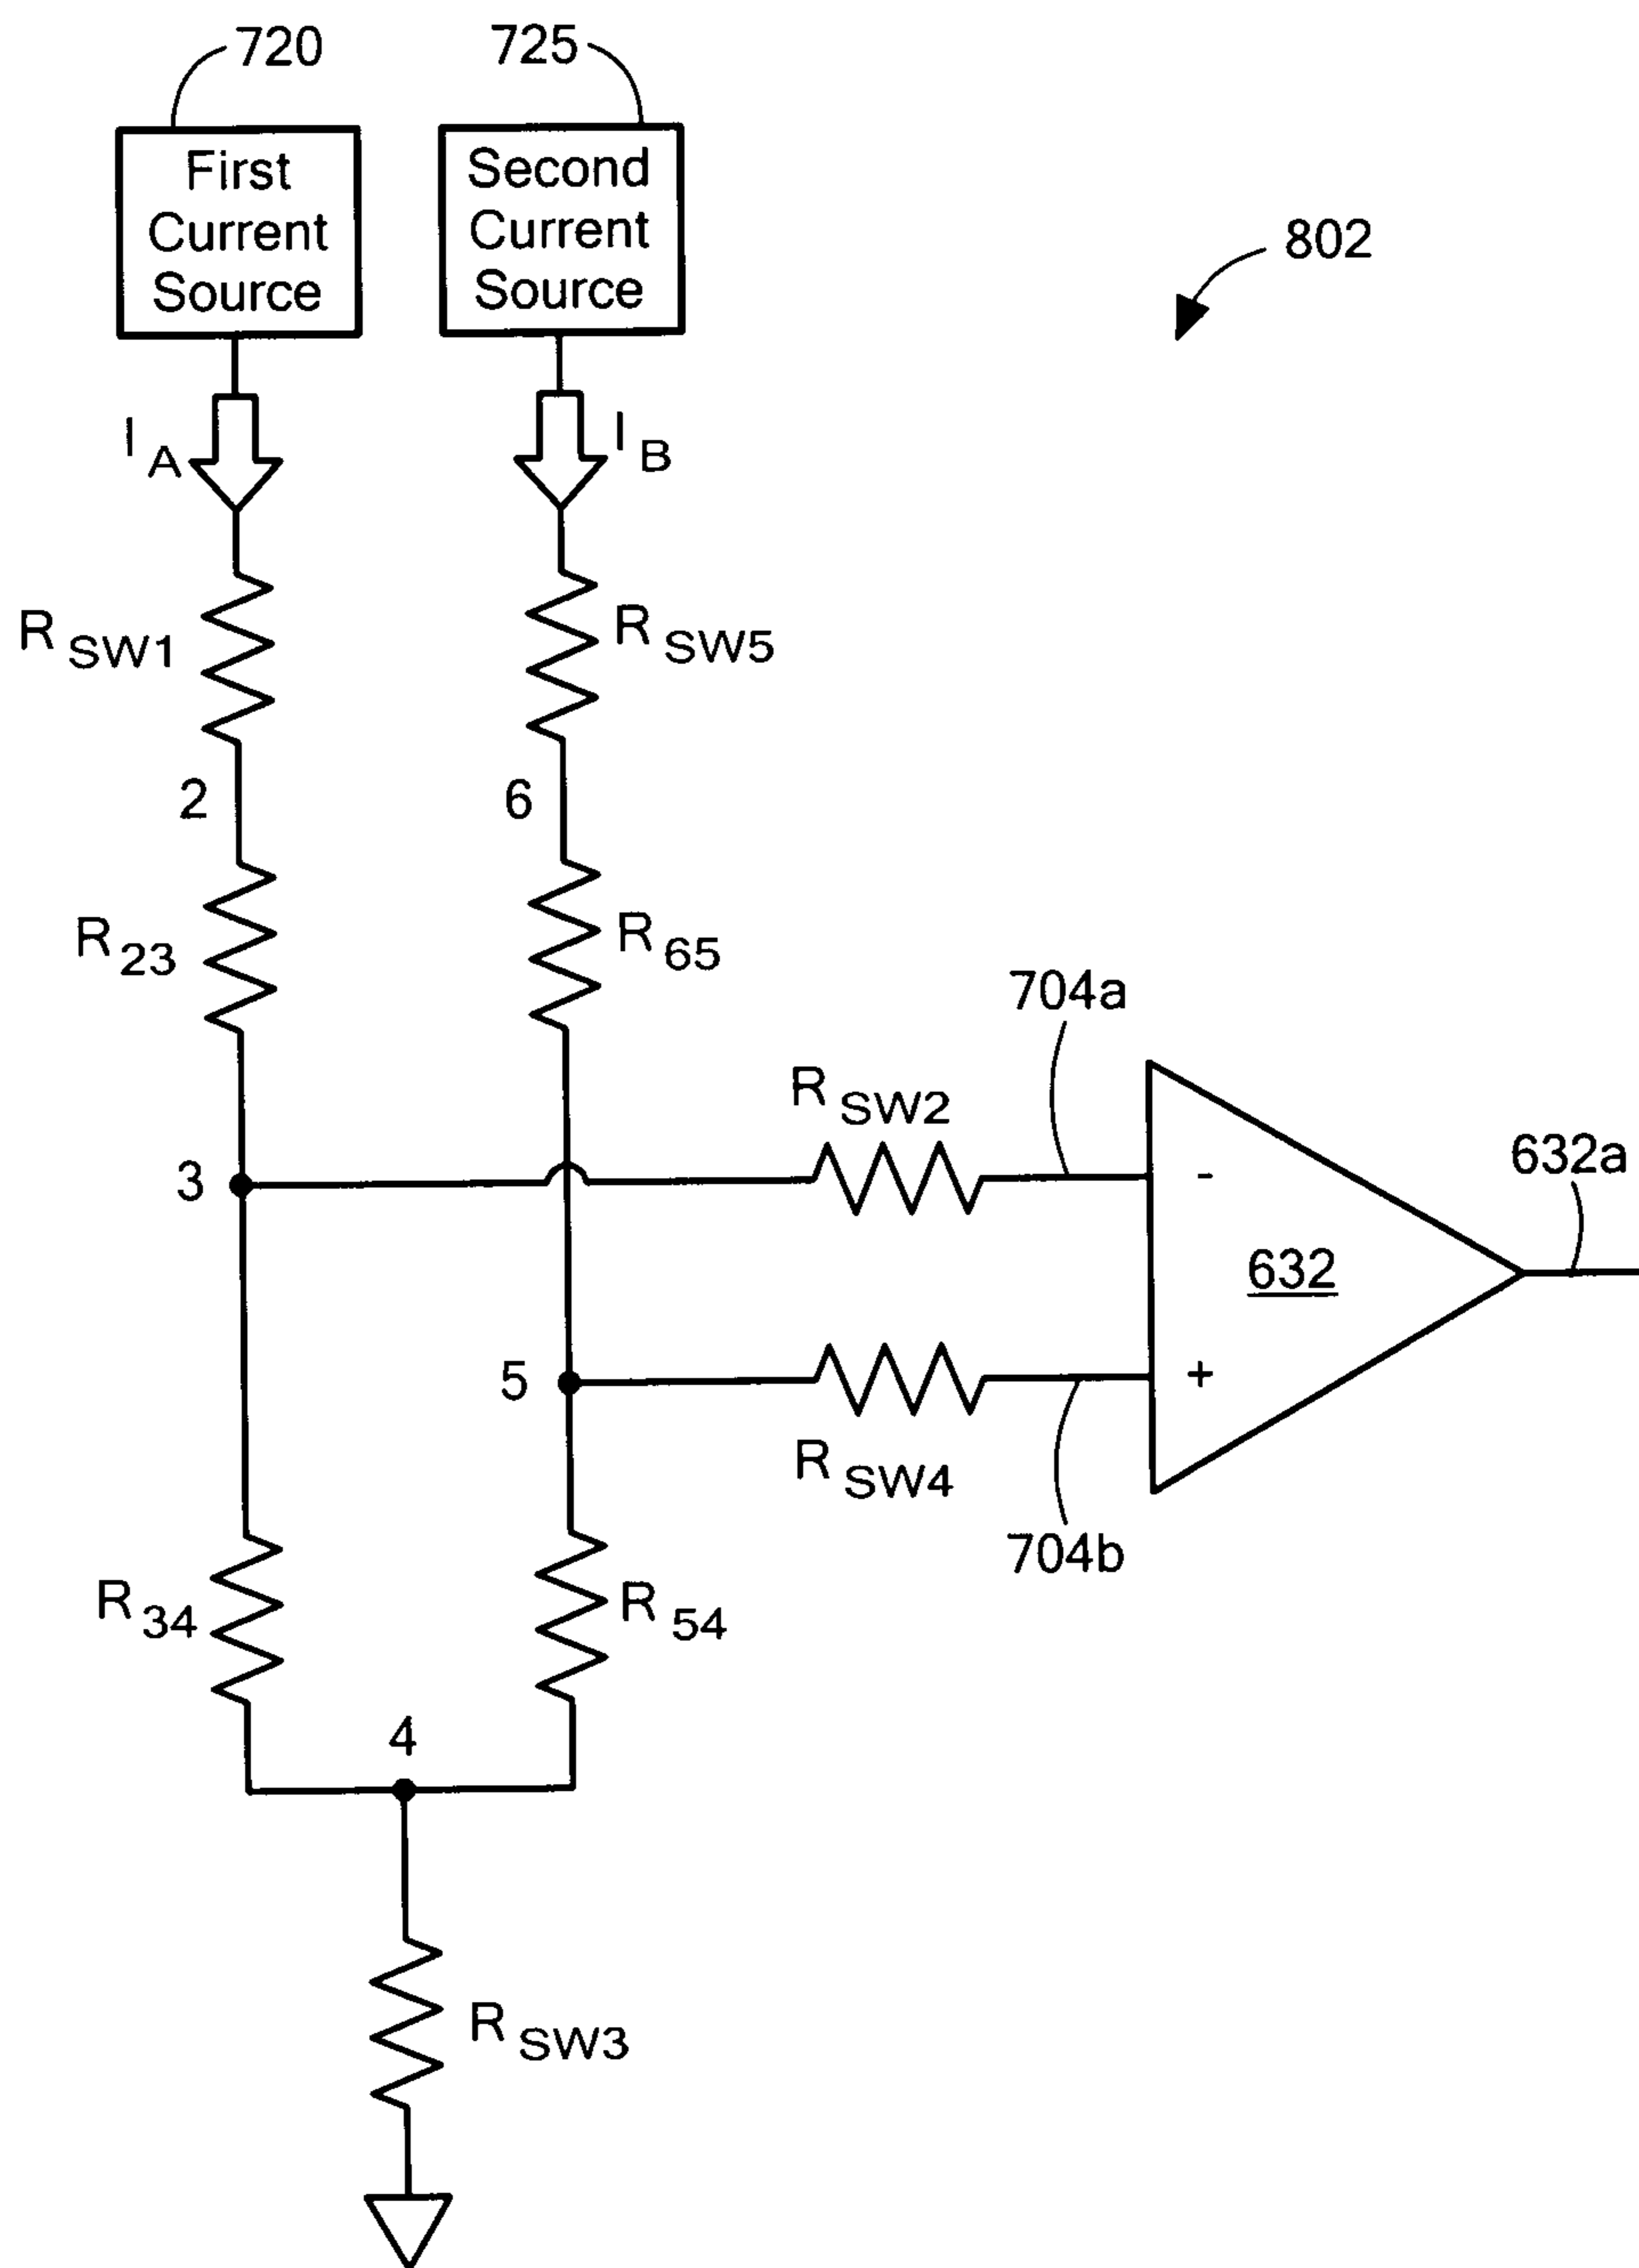 720
725
First
Current
Source
Second
Current
Source
802
I A
I B
R SW1
R SW5
2
6
R 23
R 65
704a
R SW2
632a
3
-
632
5
+
R SW4
704b
R 34
R 54
4
R SW3